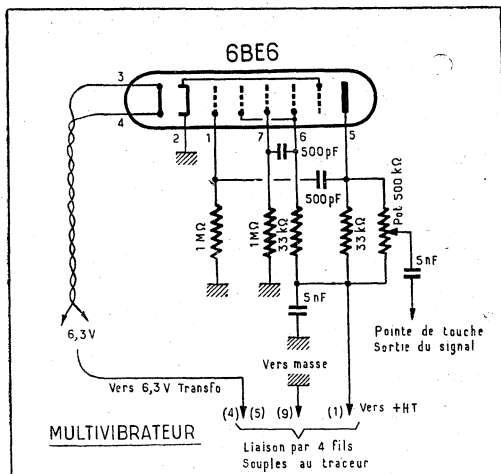 6BE6
3
4
2
1
7
6
5
500pF
500pF
1MΩ
1MΩ
33kΩ
33kΩ
Pot 500 kΩ
5nF
5nF
6,3V
Pointe de touche
Sortie du signal
Vers masse
Vers 6,3V Transfo
(4) (5) (9) (1) Vers +HT
MULTIVIBRATEUR
Liaison par 4 fils
Souples au traceur